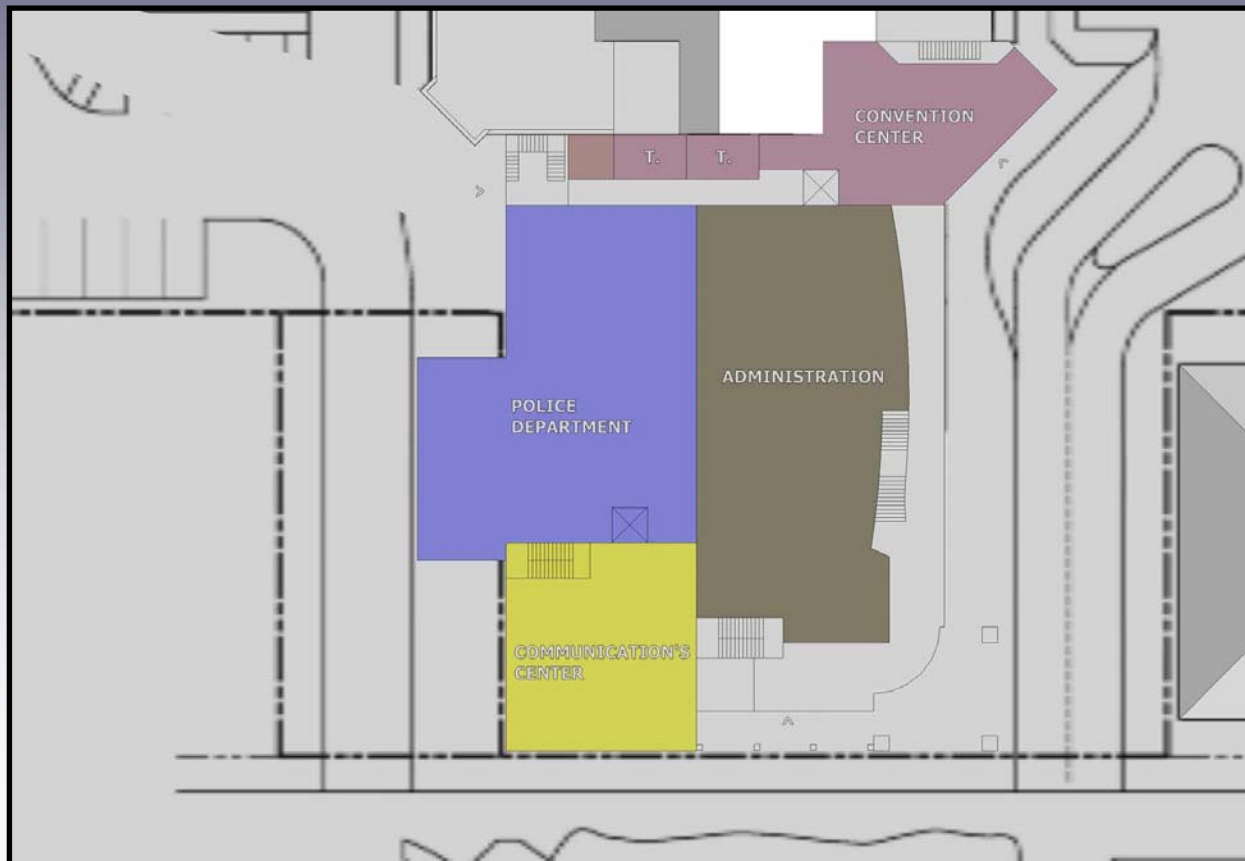 CONVENTION
CENTER
T.
T.
ADMINISTRATION
POLICE
DEPARTMENT
COMMUNICATION'S
CENTER